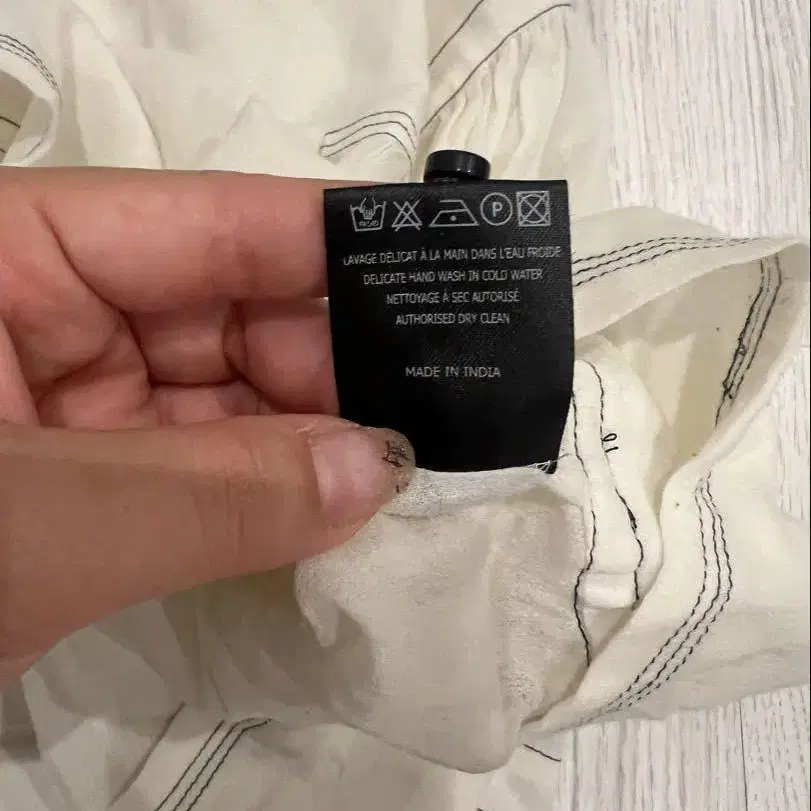 P
LAVAGE DÉLICAT À LA MAIN DANS L'EAU FROIDE
DELICATE HAND WASH IN COLD WATER
NETTOYAGE À SEC AUTORISÉ
AUTHORISED DRY CLEAN
MADE IN INDIA